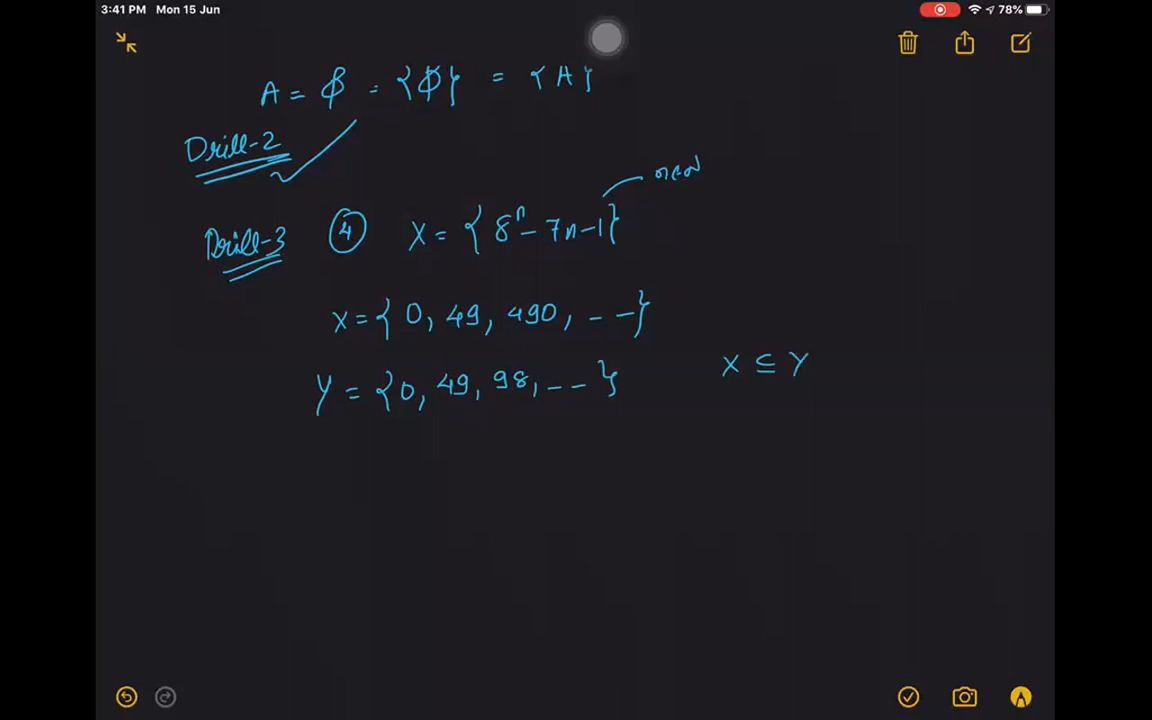 3:41 PM Mon 15 Jun 78%
A = ϕ = {ϕ} = {A}
Drill-2
n∈N
Drill-3 ④ X = {8ⁿ - 7n - 1}
X = {0, 49, 490, - -}
Y = {0, 49, 98, - -}
X ⊆ Y